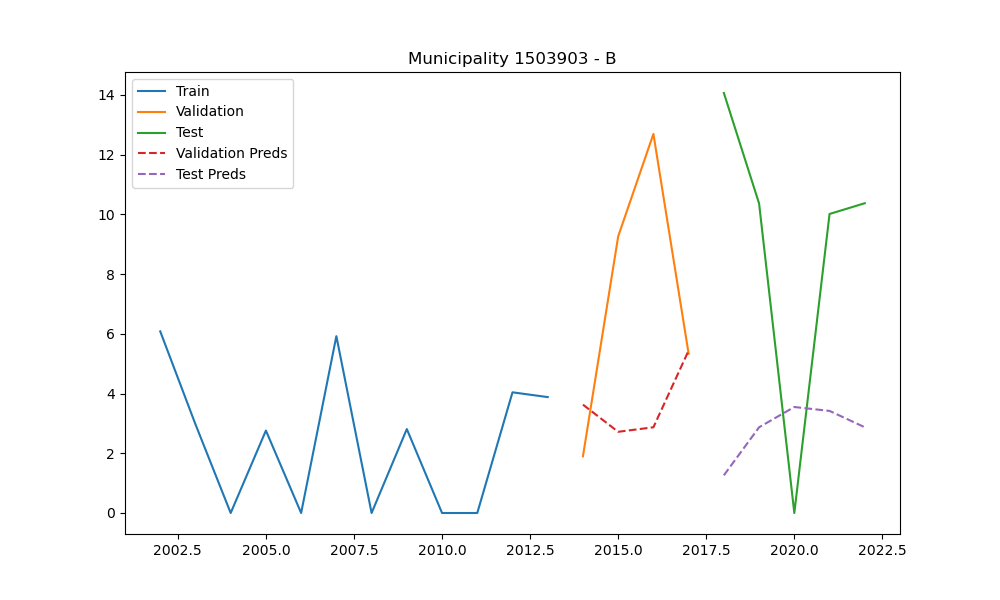 Municipality 1503903 - B
Train
Validation
Test
Validation Preds
Test Preds
14
12
10
8
6
4
2
0
2002.5 2005.0 2007.5 2010.0 2012.5 2015.0 2017.5 2020.0 2022.5